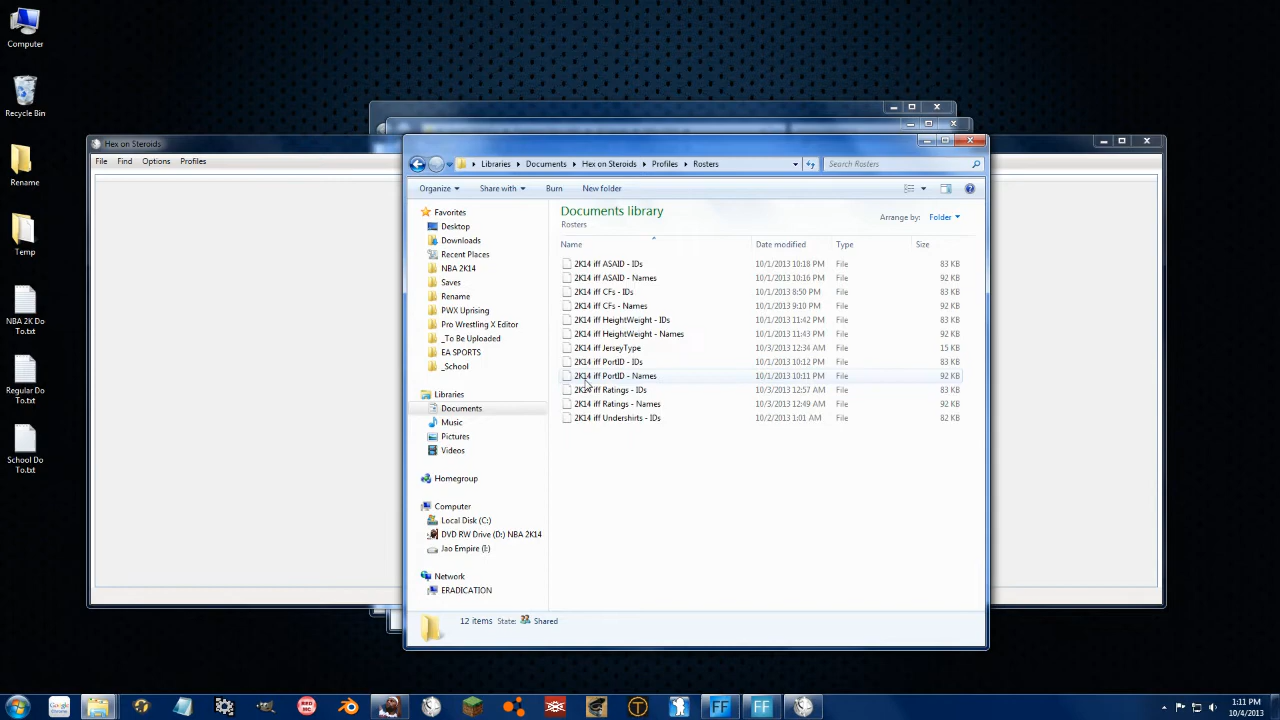 Computer
Recycle Bin
Rename
Temp
NBA 2K Do
To.txt
Regular Do
To.txt
School Do
To.txt
Hex on Steroids
File Find Options Profiles
Libraries Documents Hex on Steroids Profiles Rosters
Search Rosters
Organize Share with Burn New folder
Favorites
Desktop
Downloads
Recent Places
NBA 2K14
Saves
Rename
PWX Uprising
Pro Wrestling X Editor
_To Be Uploaded
EA SPORTS
_School
Libraries
Documents
Music
Pictures
Videos
Homegroup
Computer
Local Disk (C:)
DVD RW Drive (D:) NBA 2K14
Jao Empire (I:)
Network
ERADICATION
Documents library
Rosters
Arrange by: Folder
Name Date modified Type Size
2K14 iff ASAID - IDs 10/1/2013 10:18 PM File 83 KB
2K14 iff ASAID - Names 10/1/2013 10:16 PM File 92 KB
2K14 iff CFs - IDs 10/1/2013 8:50 PM File 83 KB
2K14 iff CFs - Names 10/1/2013 9:10 PM File 92 KB
2K14 iff HeightWeight - IDs 10/1/2013 11:42 PM File 83 KB
2K14 iff HeightWeight - Names 10/1/2013 11:43 PM File 92 KB
2K14 iff JerseyType 10/3/2013 12:34 AM File 15 KB
2K14 iff PortID - IDs 10/1/2013 10:12 PM File 83 KB
2K14 iff PortID - Names 10/1/2013 10:11 PM File 92 KB
2K14 iff Ratings - IDs 10/3/2013 12:57 AM File 83 KB
2K14 iff Ratings - Names 10/3/2013 12:49 AM File 92 KB
2K14 iff Undershirts - IDs 10/2/2013 1:01 AM File 82 KB
12 items State: Shared
Google
FF FF
1:11 PM
10/4/2013